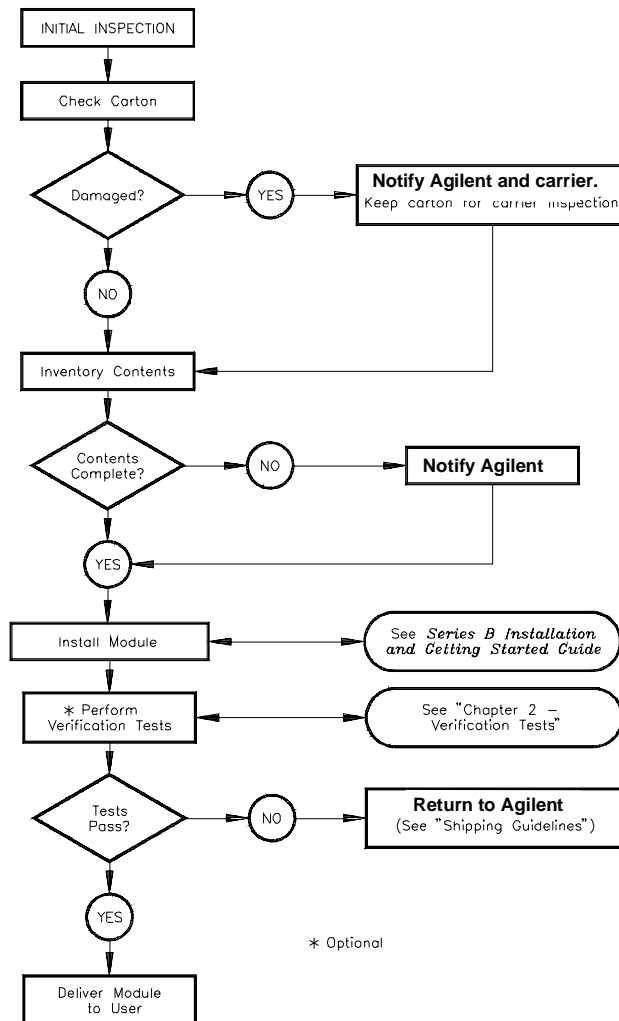 INITIAL INSPECTION
Check Carton
Damaged?
YES
Notify Agilent and carrier.
Keep carton for carrier inspection
NO
Inventory Contents
Contents
Complete?
NO
Notify Agilent
YES
Install Module
See Series B Installation
and Getting Started Guide
* Perform
Verification Tests
See "Chapter 2 –
Verification Tests"
Tests
Pass?
NO
Return to Agilent
(See "Shipping Guidelines")
YES
* Optional
Deliver Module
to User